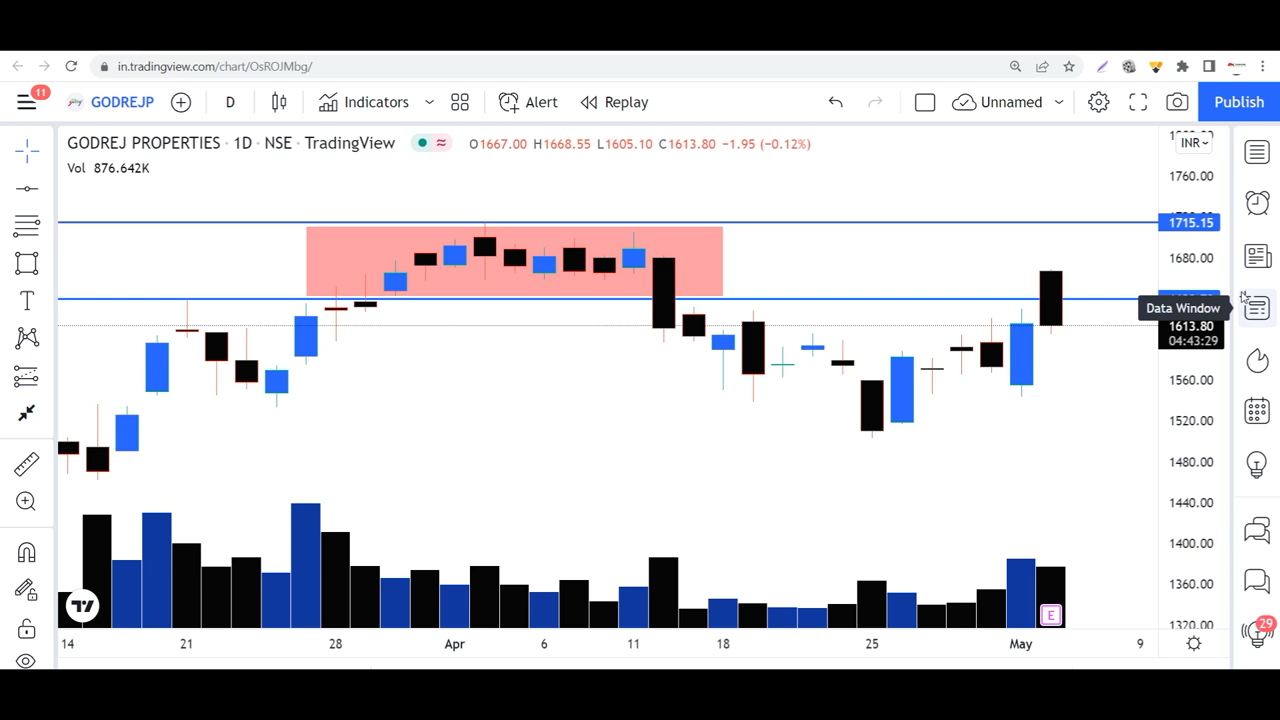 in.tradingview.com/chart/OsROJMbg/
11
GODREJP
D
Indicators
Alert
Replay
Unnamed
Publish
GODREJ PROPERTIES · 1D · NSE · TradingView
O1667.00 H1668.55 L1605.10 C1613.80 −1.95 (−0.12%)
INR
Vol 876.642K
1760.00
1715.15
1680.00
Data Window
1613.80
04:43:29
1560.00
1520.00
1480.00
1440.00
1400.00
1360.00
E
1320.00
29
14 21 28 Apr 6 11 18 25 May 9